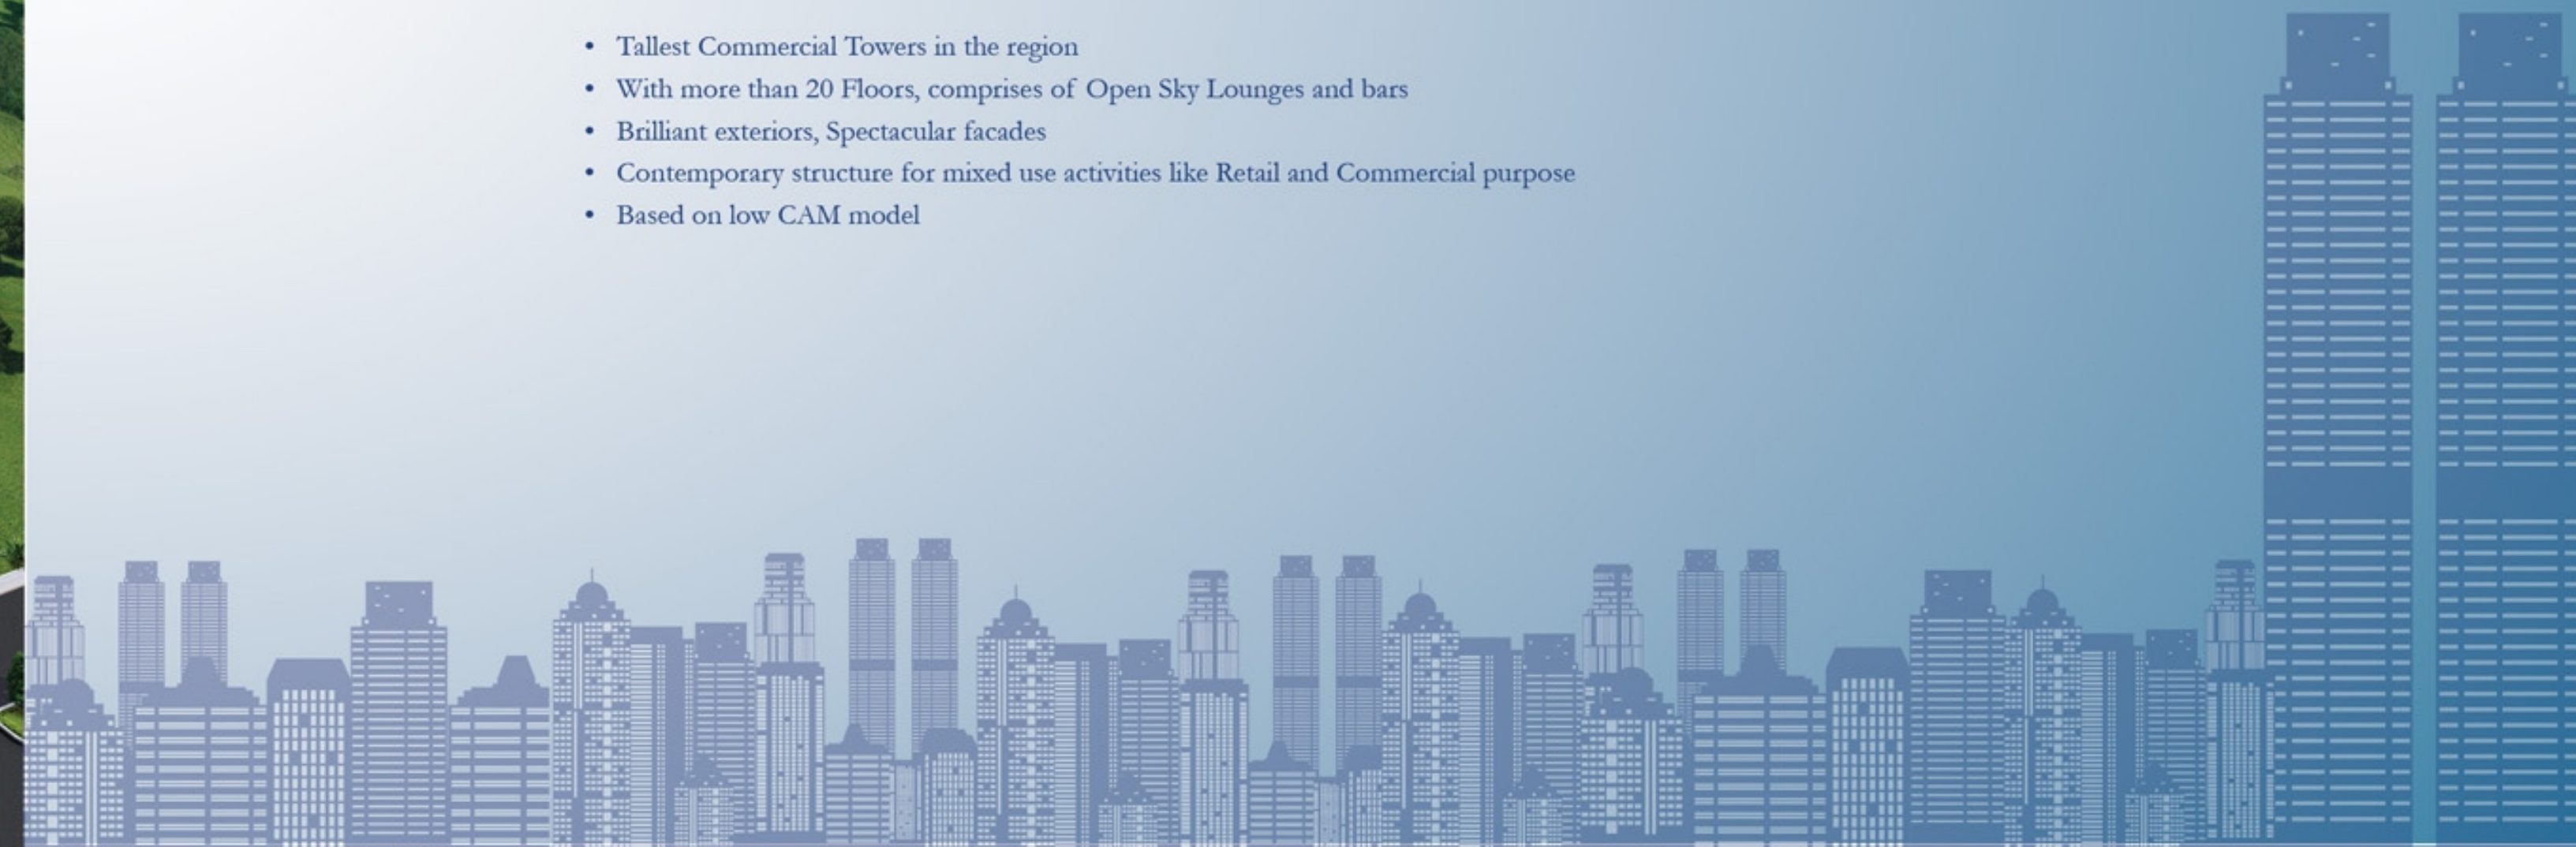 • Tallest Commercial Towers in the region
• With more than 20 Floors, comprises of Open Sky Lounges and bars
• Brilliant exteriors, Spectacular facades
• Contemporary structure for mixed use activities like Retail and Commercial purpose
• Based on low CAM model